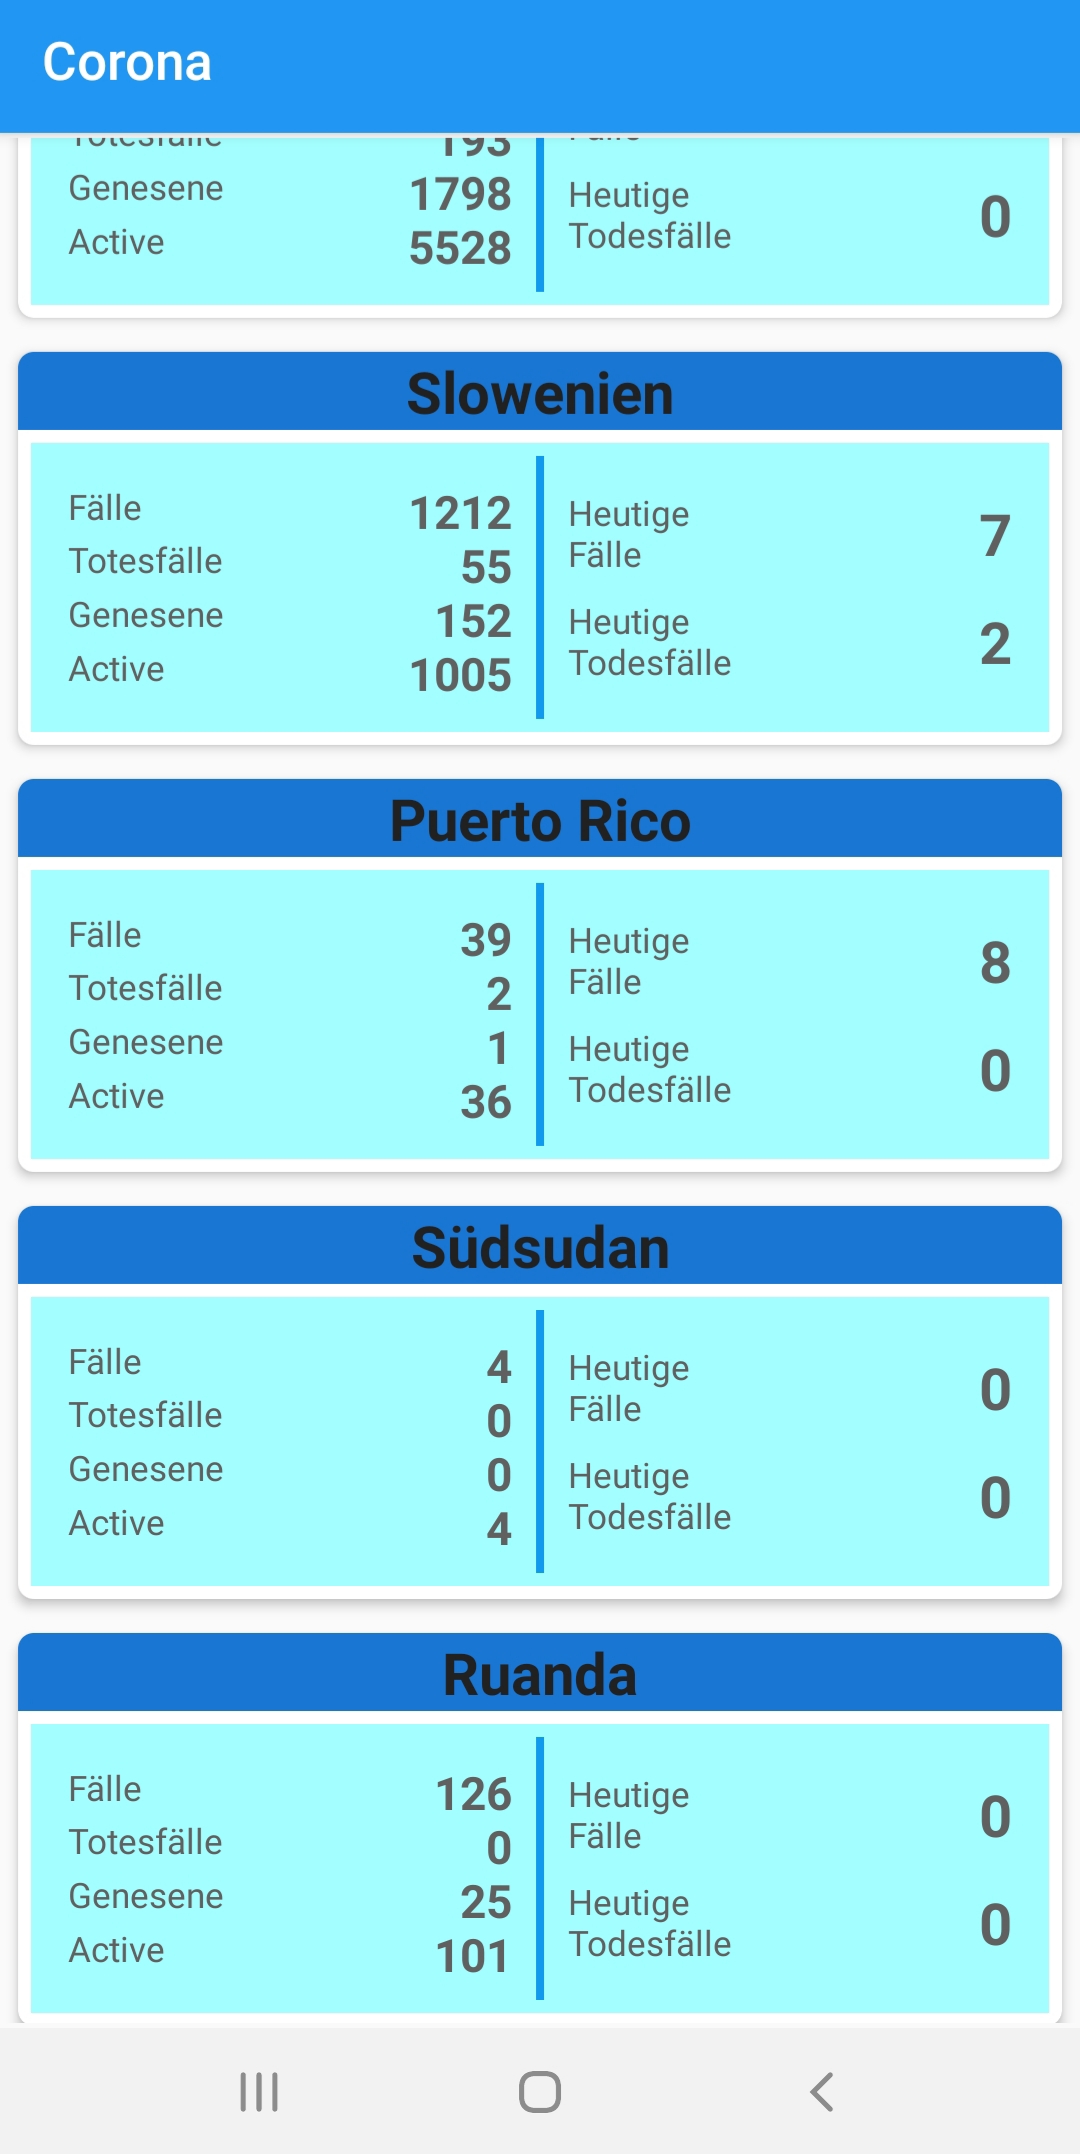 Corona
Totesfälle 193
Genesene 1798
Active 5528
Fälle
Heutige
Todesfälle 0
Slowenien
Fälle 1212
Totesfälle 55
Genesene 152
Active 1005
Heutige
Fälle 7
Heutige
Todesfälle 2
Puerto Rico
Fälle 39
Totesfälle 2
Genesene 1
Active 36
Heutige
Fälle 8
Heutige
Todesfälle 0
Südsudan
Fälle 4
Totesfälle 0
Genesene 0
Active 4
Heutige
Fälle 0
Heutige
Todesfälle 0
Ruanda
Fälle 126
Totesfälle 0
Genesene 25
Active 101
Heutige
Fälle 0
Heutige
Todesfälle 0